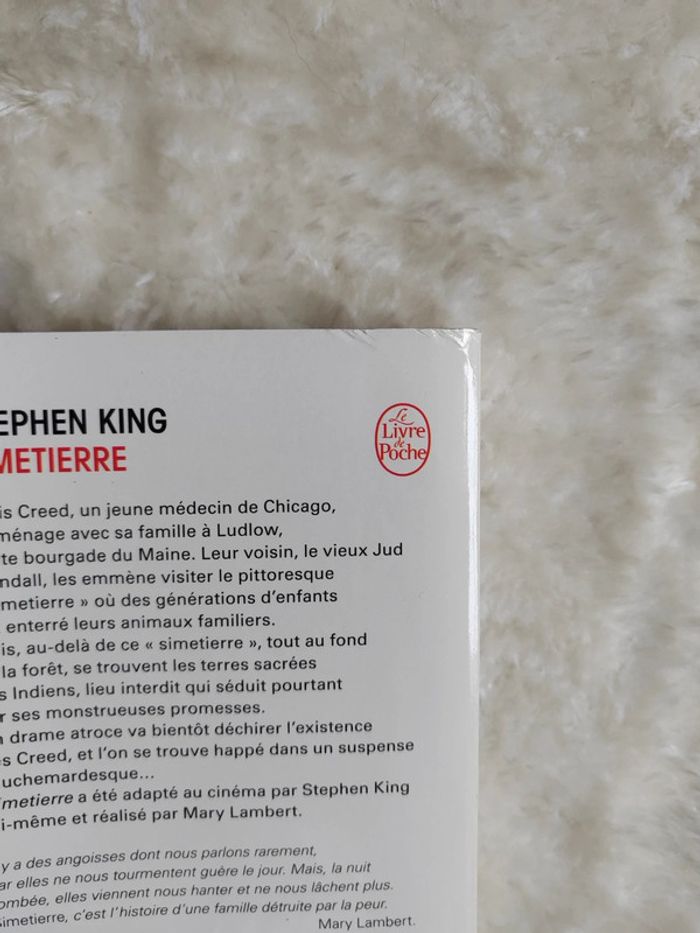 EPHEN KING
METIERRE
Le
Livre
de
Poche
is Creed, un jeune médecin de Chicago,
ménage avec sa famille à Ludlow,
te bourgade du Maine. Leur voisin, le vieux Jud
ndall, les emmène visiter le pittoresque
metierre » où des générations d'enfants
enterré leurs animaux familiers.
is, au-delà de ce « simetierre », tout au fond
la forêt, se trouvent les terres sacrées
s Indiens, lieu interdit qui séduit pourtant
r ses monstrueuses promesses.
n drame atroce va bientôt déchirer l'existence
es Creed, et l'on se trouve happé dans un suspense
uchemardesque...
metierre a été adapté au cinéma par Stephen King
i-même et réalisé par Mary Lambert.
y a des angoisses dont nous parlons rarement,
ar elles ne nous tourmentent guère le jour. Mais, la nuit
ombée, elles viennent nous hanter et ne nous lâchent plus.
Simetierre, c'est l'histoire d'une famille détruite par la peur.
Mary Lambert.